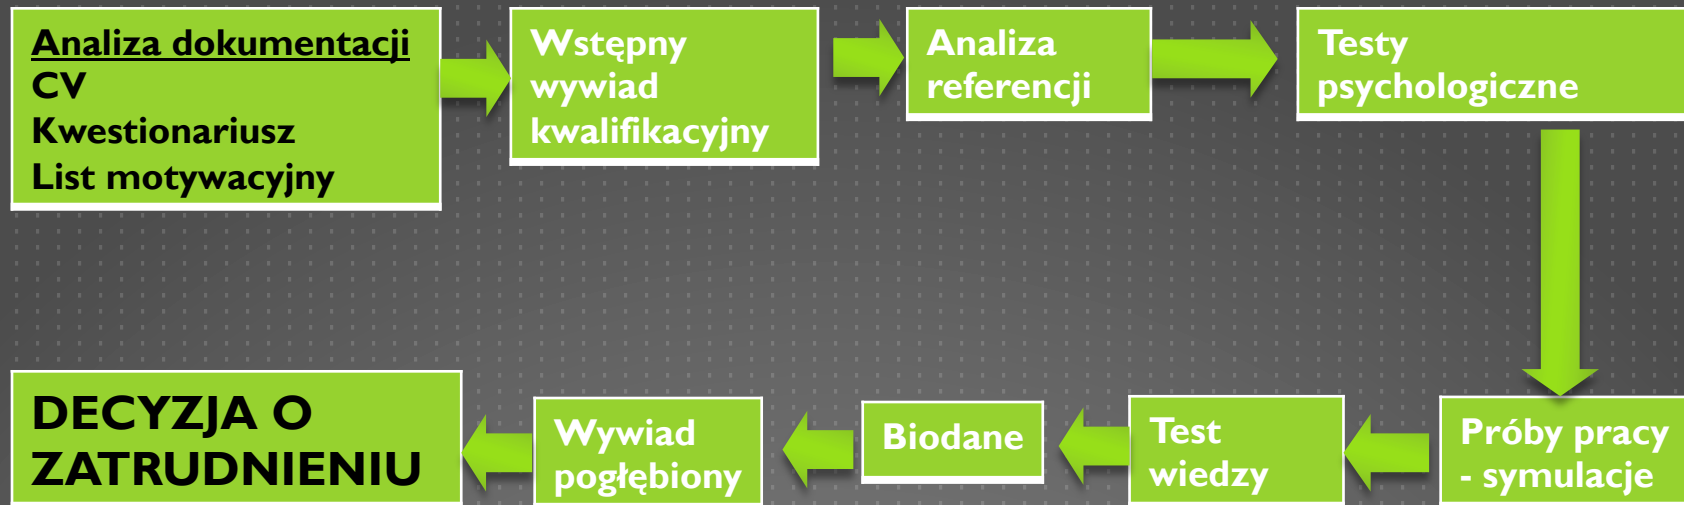 Analiza dokumentacji
CV
Kwestionariusz
List motywacyjny
Wstępny
wywiad
kwalifikacyjny
Analiza
referencji
Testy
psychologiczne
Próby pracy
- symulacje
Test
wiedzy
Biodane
Wywiad
pogłębiony
DECYZJA O
ZATRUDNIENIU